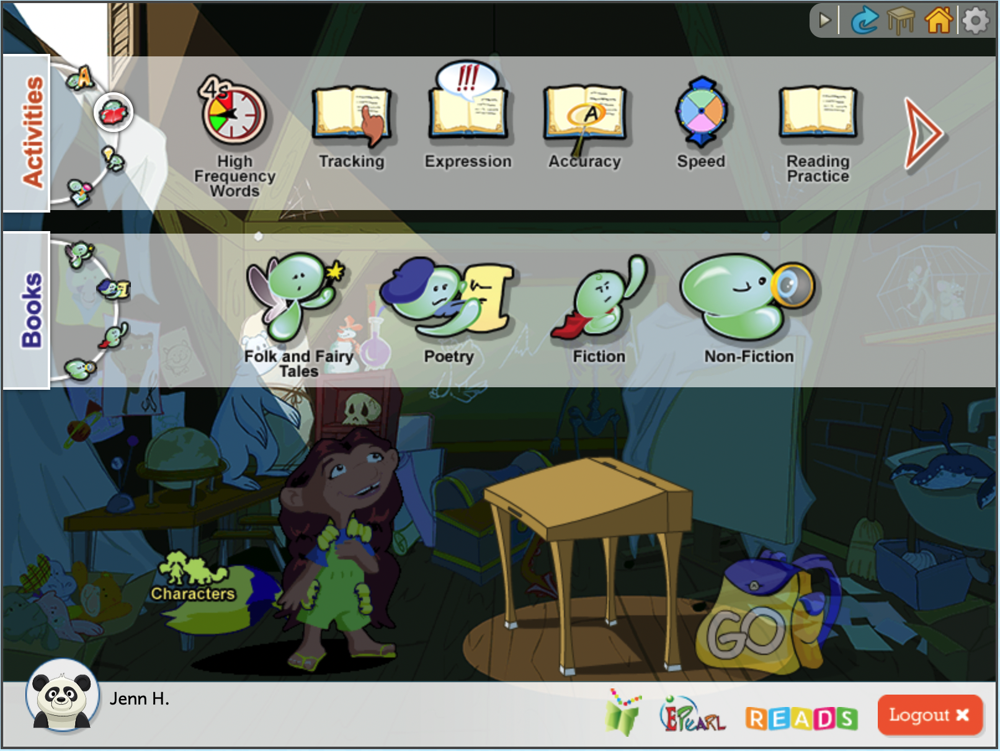 Activities
4s
High
Frequency
Words
Tracking
!!!
Expression
A
Accuracy
Speed
Reading
Practice
Books
Folk and Fairy
Tales
Poetry
Fiction
Non-Fiction
Characters
GO
Jenn H.
EPEARL
READS
Logout ×